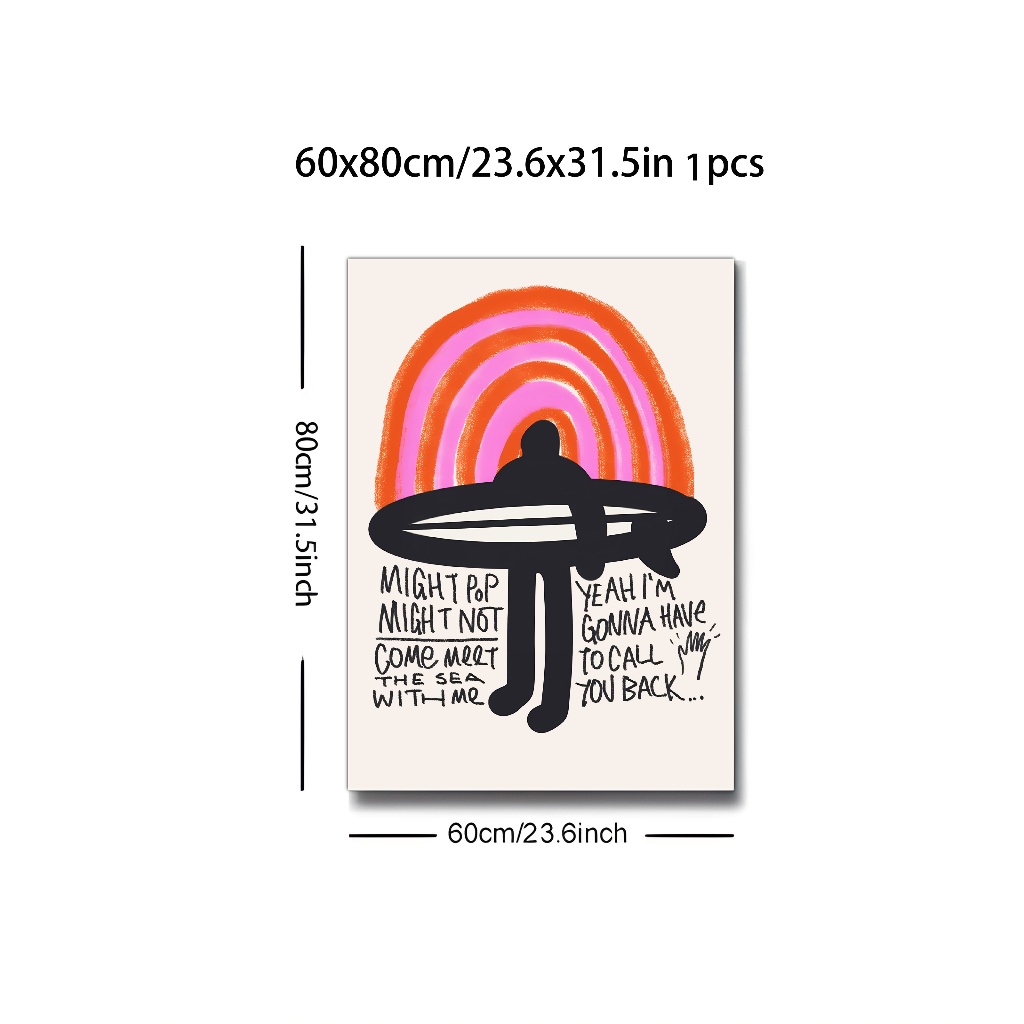 60x80cm/23.6x31.5in 1pcs
80cm/31.5inch
MIGHT POP
MIGHT NOT
COME MEET
THE SEA
WITH ME
YEAH I'M
GONNA HAVE
TO CALL
YOU BACK...
60cm/23.6inch